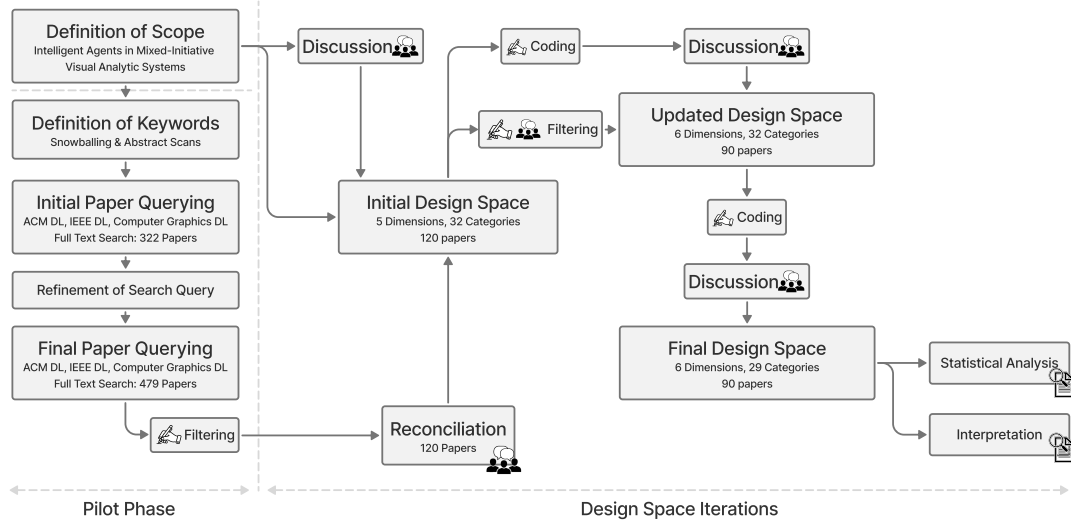 Definition of Scope
Intelligent Agents in Mixed-Initiative
Visual Analytic Systems
Definition of Keywords
Snowballing & Abstract Scans
Initial Paper Querying
ACM DL, IEEE DL, Computer Graphics DL
Full Text Search: 322 Papers
Refinement of Search Query
Final Paper Querying
ACM DL, IEEE DL, Computer Graphics DL
Full Text Search: 479 Papers
Filtering
Discussion
Initial Design Space
5 Dimensions, 32 Categories
120 papers
Reconciliation
120 Papers
Coding
Filtering
Discussion
Updated Design Space
6 Dimensions, 32 Categories
90 papers
Coding
Discussion
Final Design Space
6 Dimensions, 29 Categories
90 papers
Statistical Analysis
Interpretation
Pilot Phase
Design Space Iterations